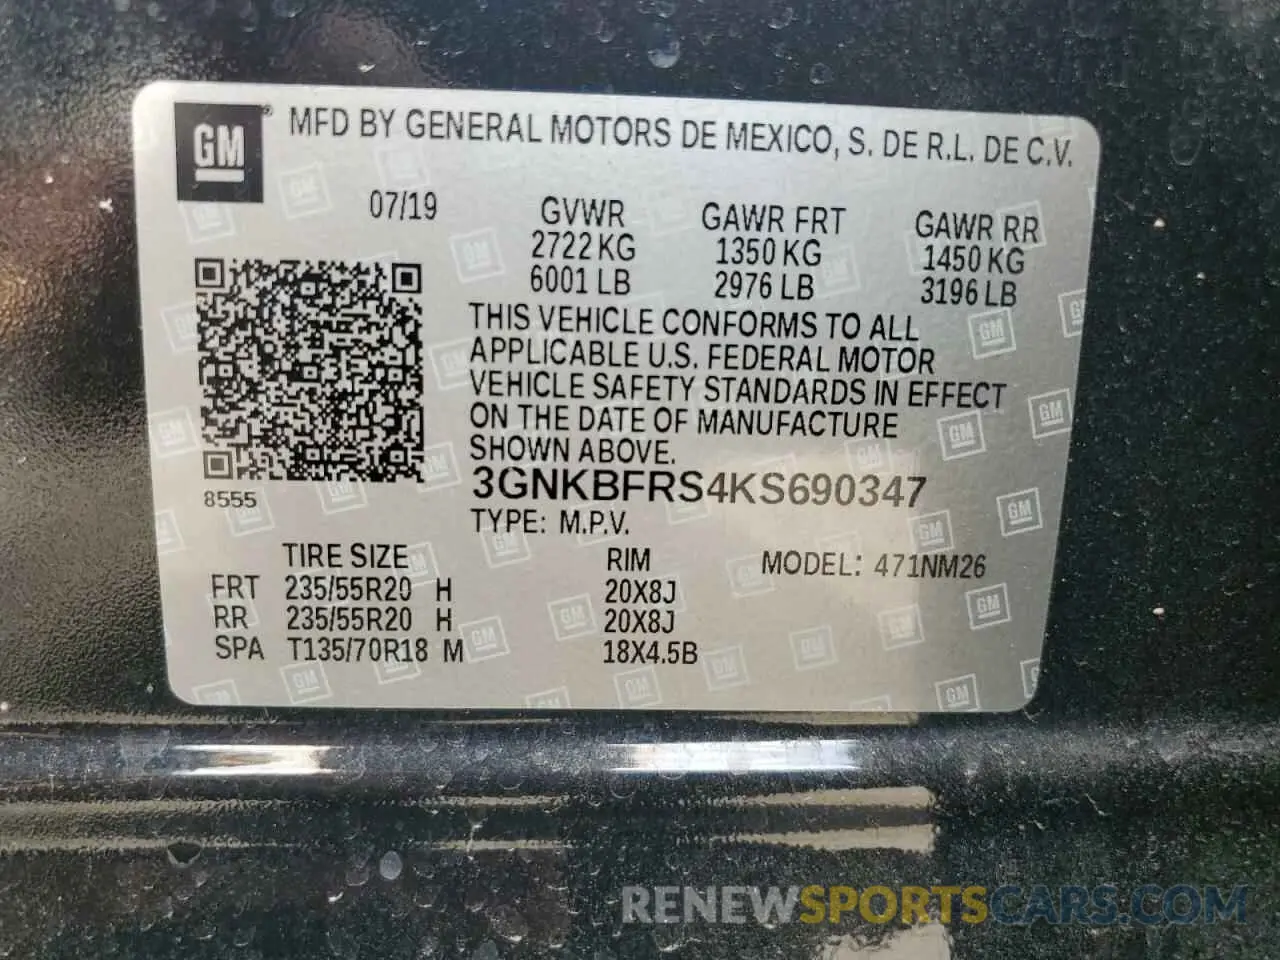 GM® MFD BY GENERAL MOTORS DE MEXICO, S. DE R.L. DE C.V.
07/19 GVWR GAWR FRT GAWR RR
2722 KG 1350 KG 1450 KG
6001 LB 2976 LB 3196 LB
THIS VEHICLE CONFORMS TO ALL
APPLICABLE U.S. FEDERAL MOTOR
VEHICLE SAFETY STANDARDS IN EFFECT
ON THE DATE OF MANUFACTURE
SHOWN ABOVE.
8555 3GNKBFRS4KS690347
TYPE: M.P.V.
TIRE SIZE RIM MODEL: 471NM26
FRT 235/55R20 H 20X8J
RR 235/55R20 H 20X8J
SPA T135/70R18 M 18X4.5B
RENEWSPORTSCARS.COM